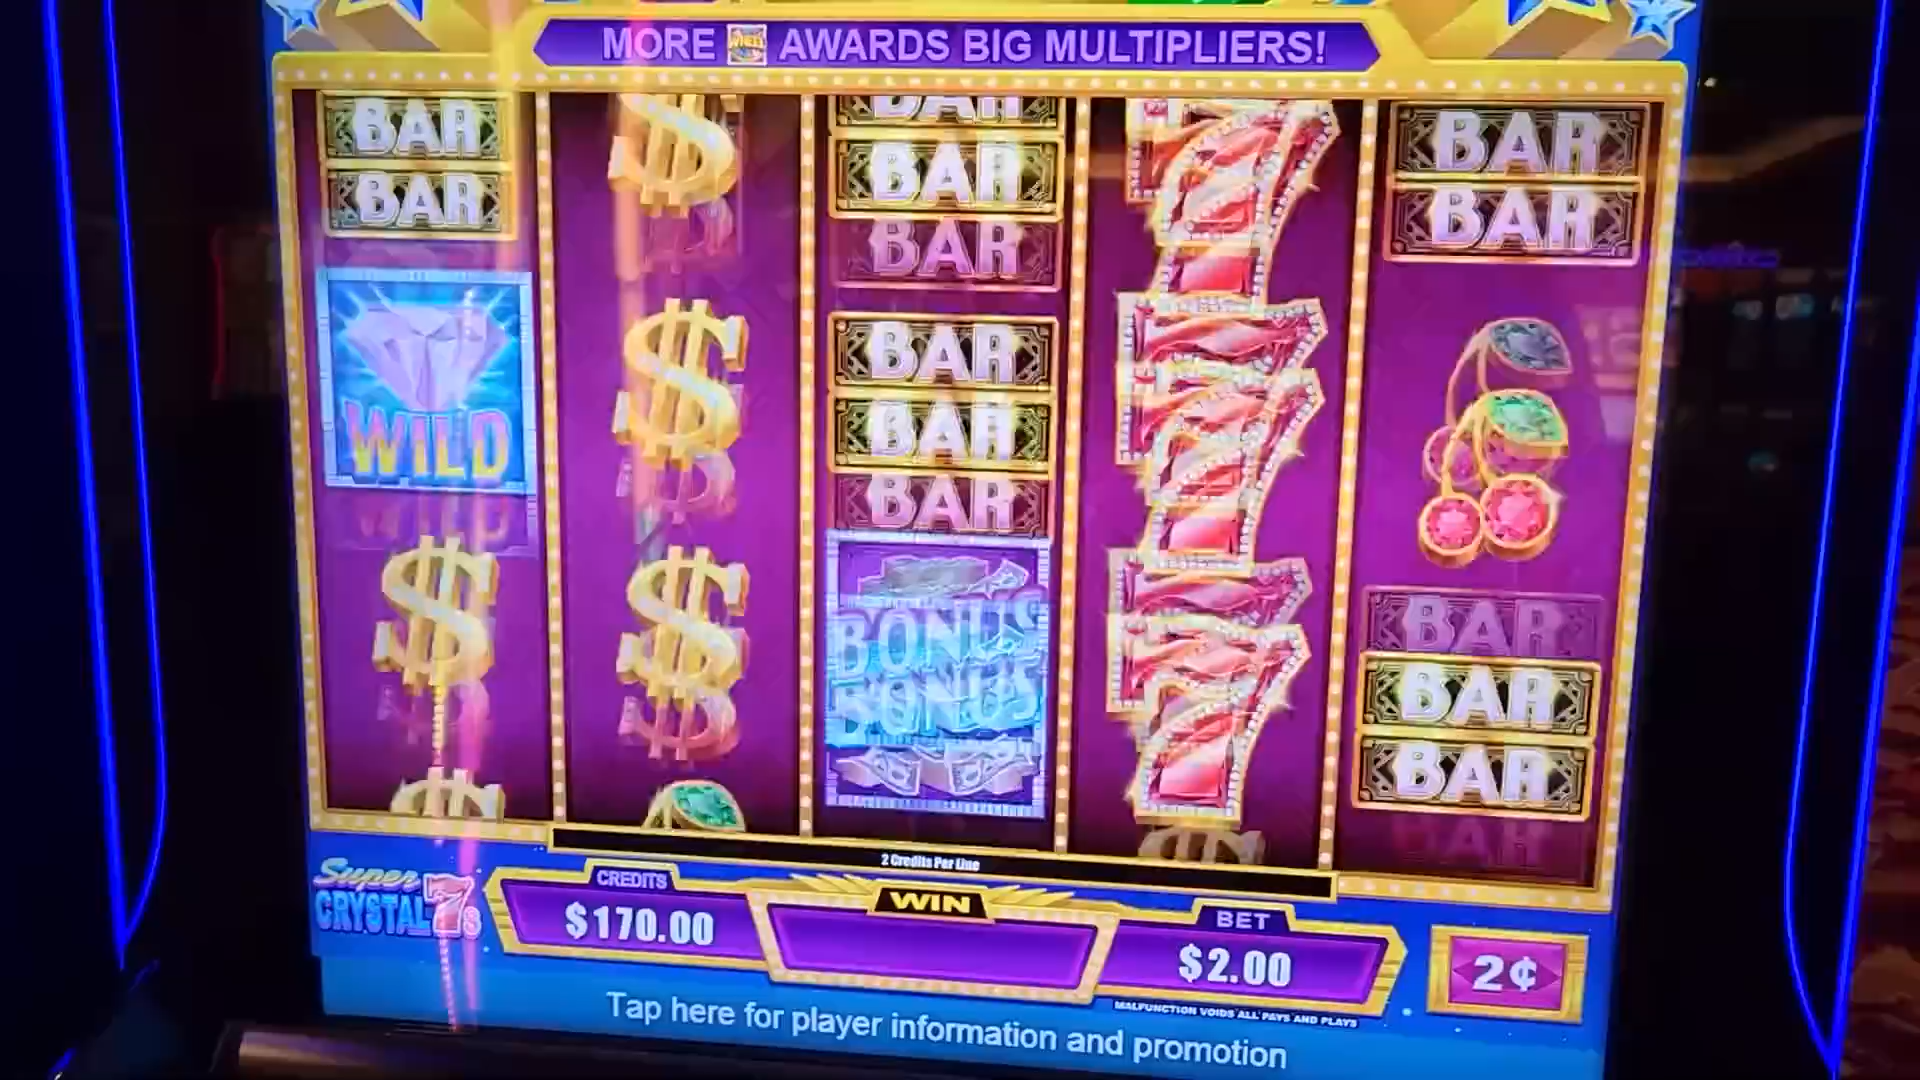 MORE AWARDS BIG MULTIPLIERS!
BAR
BAR
BAR
BAR
BAR
BAR
BAR
WILD
WILD
BAR
BAR
BAR
BONUS
BONUS
BAR
BAR
BAR
BAR
2 Credits Per Line
Super
CRYSTAL 7s
CREDITS
$170.00
WIN
BET
$2.00
2¢
MALFUNCTION VOIDS ALL PAYS AND PLAYS
Tap here for player information and promotion